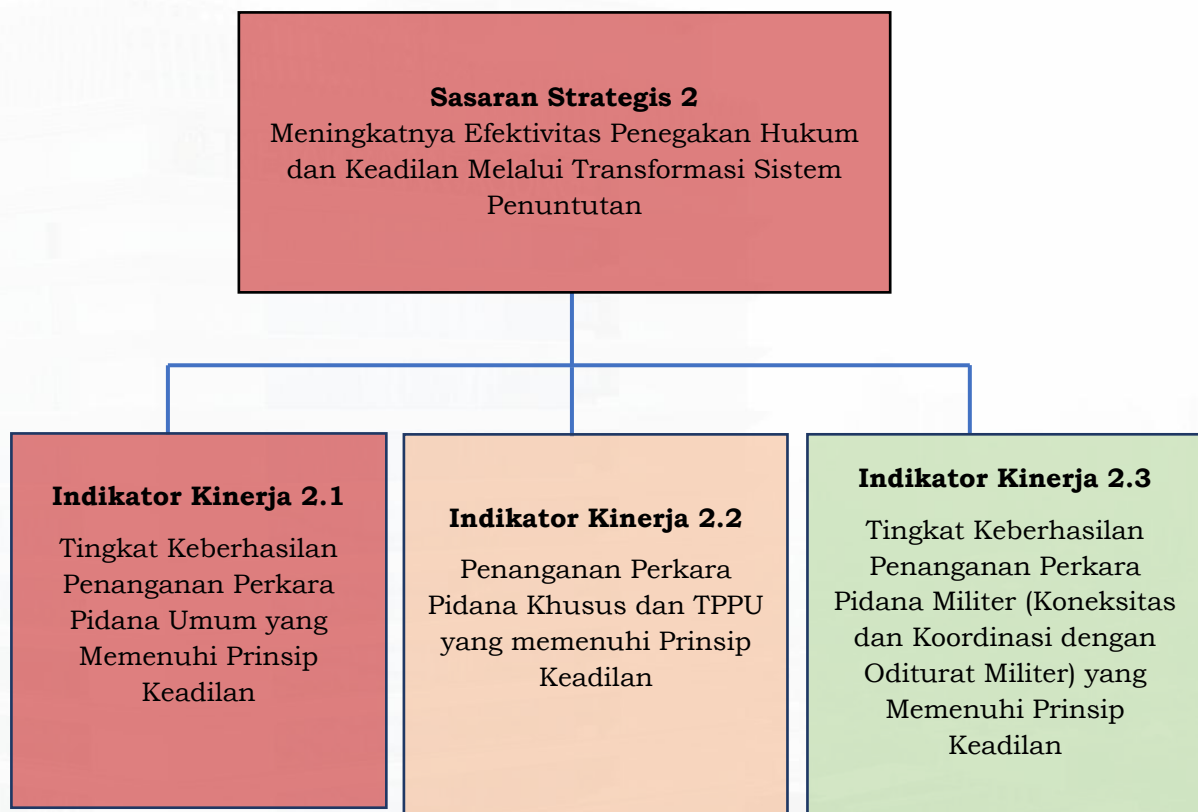 Sasaran Strategis 2
Meningkatnya Efektivitas Penegakan Hukum
dan Keadilan Melalui Transformasi Sistem
Penuntutan
Indikator Kinerja 2.1
Tingkat Keberhasilan
Penanganan Perkara
Pidana Umum yang
Memenuhi Prinsip
Keadilan
Indikator Kinerja 2.2
Penanganan Perkara
Pidana Khusus dan TPPU
yang memenuhi Prinsip
Keadilan
Indikator Kinerja 2.3
Tingkat Keberhasilan
Penanganan Perkara
Pidana Militer (Koneksitas
dan Koordinasi dengan
Oditurat Militer) yang
Memenuhi Prinsip
Keadilan